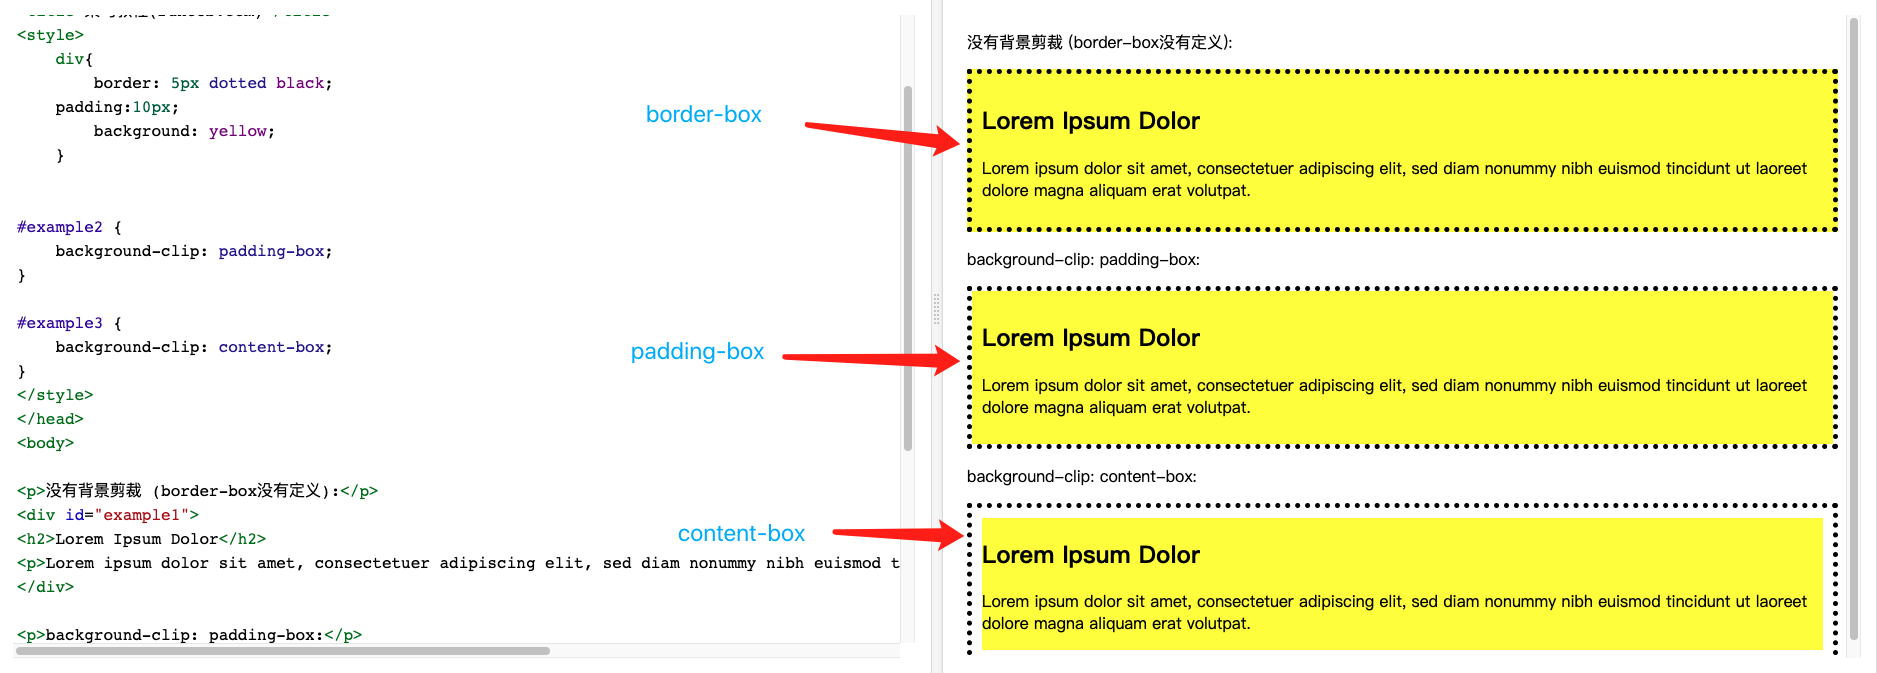 <style>
div{
border: 5px dotted black;
padding:10px;
background: yellow;
}
#example2 {
background-clip: padding-box;
}
#example3 {
background-clip: content-box;
}
</style>
</head>
<body>
<p>没有背景剪裁 (border-box没有定义):</p>
<div id="example1">
<h2>Lorem Ipsum Dolor</h2>
<p>Lorem ipsum dolor sit amet, consectetuer adipiscing elit, sed diam nonummy nibh euismod t
</div>
<p>background-clip: padding-box:</p>
border-box
padding-box
content-box
没有背景剪裁 (border-box没有定义):
Lorem Ipsum Dolor
Lorem ipsum dolor sit amet, consectetuer adipiscing elit, sed diam nonummy nibh euismod tincidunt ut laoreet
dolore magna aliquam erat volutpat.
background-clip: padding-box:
Lorem Ipsum Dolor
Lorem ipsum dolor sit amet, consectetuer adipiscing elit, sed diam nonummy nibh euismod tincidunt ut laoreet
dolore magna aliquam erat volutpat.
background-clip: content-box:
Lorem Ipsum Dolor
Lorem ipsum dolor sit amet, consectetuer adipiscing elit, sed diam nonummy nibh euismod tincidunt ut laoreet
dolore magna aliquam erat volutpat.